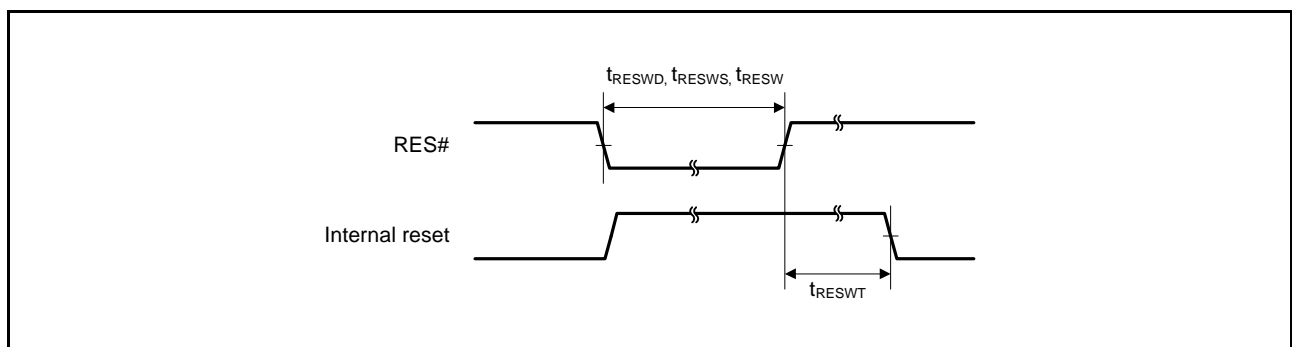 tRESWD, tRESWS, tRESW
RES#
Internal reset
tRESWT